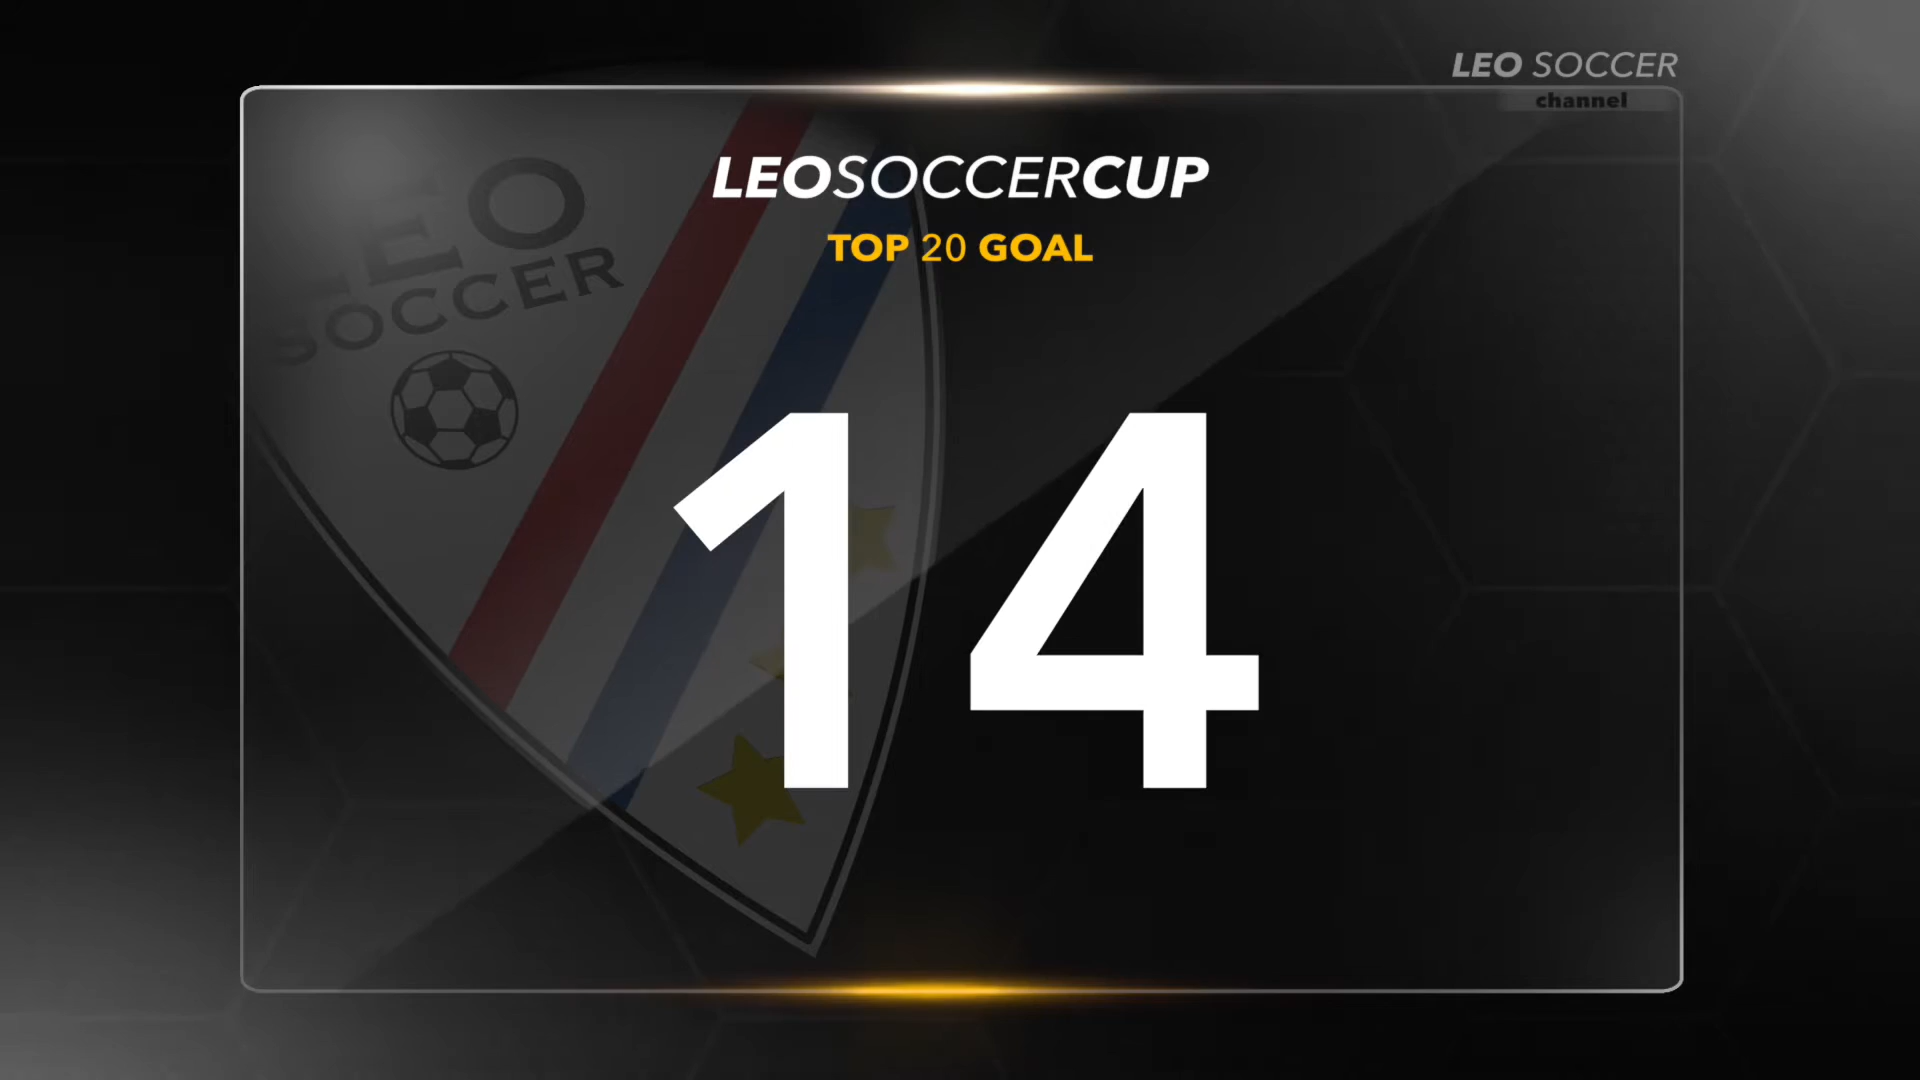 LEO SOCCER
channel
LEOSOCCERCUP
TOP 20 GOAL
LEO
SOCCER
14